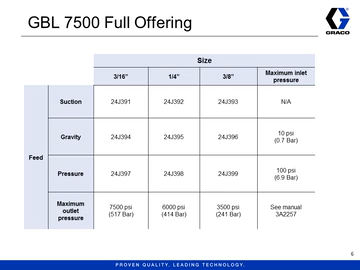 GBL 7500 Full Offering
GRACO
Size
3/16" 1/4" 3/8" Maximum inlet
pressure
Feed
Suction 24J391 24J392 24J393 N/A
Gravity 24J394 24J395 24J396 10 psi
(0.7 Bar)
Pressure 24J397 24J398 24J399 100 psi
(6.9 Bar)
Maximum
outlet
pressure
7500 psi
(517 Bar)
6000 psi
(414 Bar)
3500 psi
(241 Bar)
See manual
3A2257
6
PROVEN QUALITY. LEADING TECHNOLOGY.